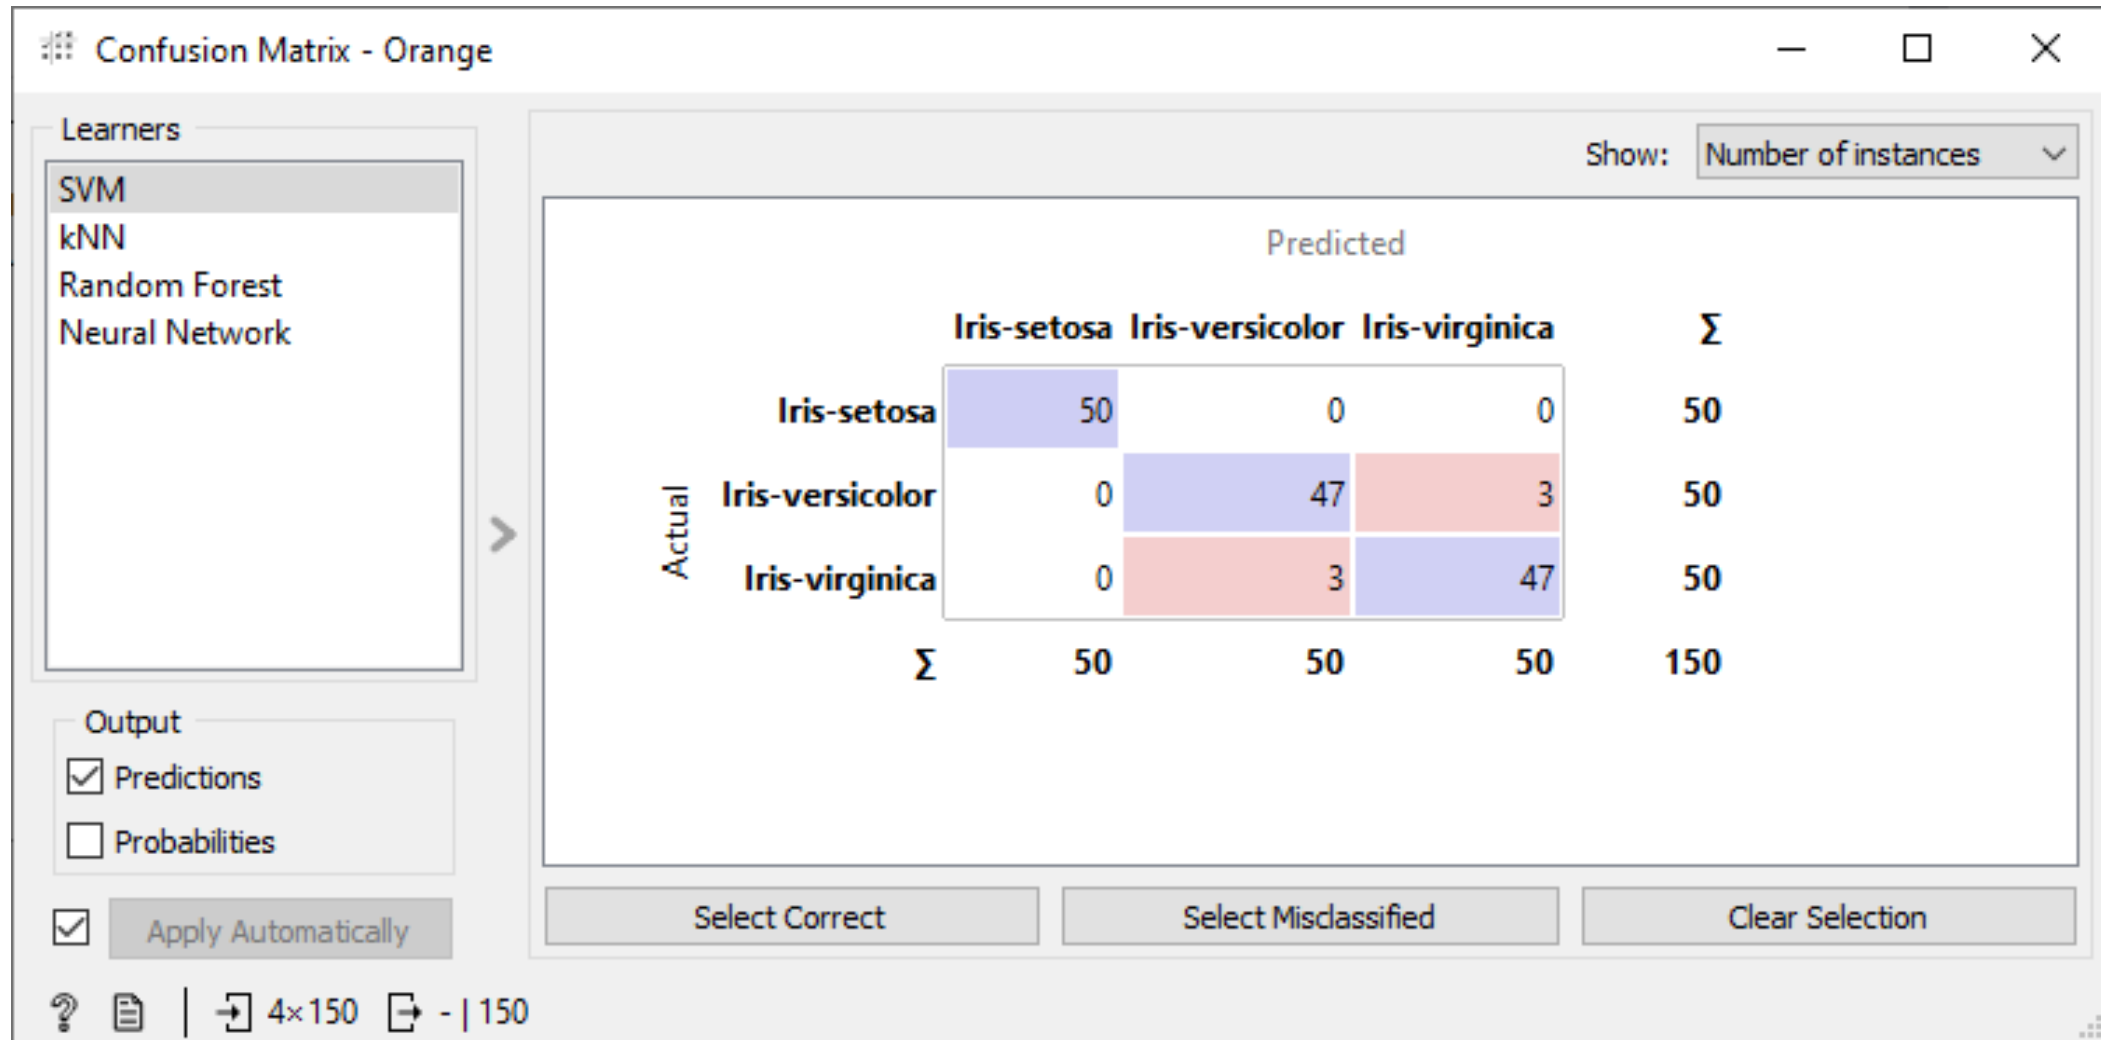 Confusion Matrix - Orange
Learners
SVM
kNN
Random Forest
Neural Network
Output
Predictions
Probabilities
Apply Automatically
4×150 - | 150
Show: Number of instances
Predicted
Iris-setosa Iris-versicolor Iris-virginica Σ
Actual
Iris-setosa 50 0 0 50
Iris-versicolor 0 47 3 50
Iris-virginica 0 3 47 50
Σ 50 50 50 150
Select Correct Select Misclassified Clear Selection